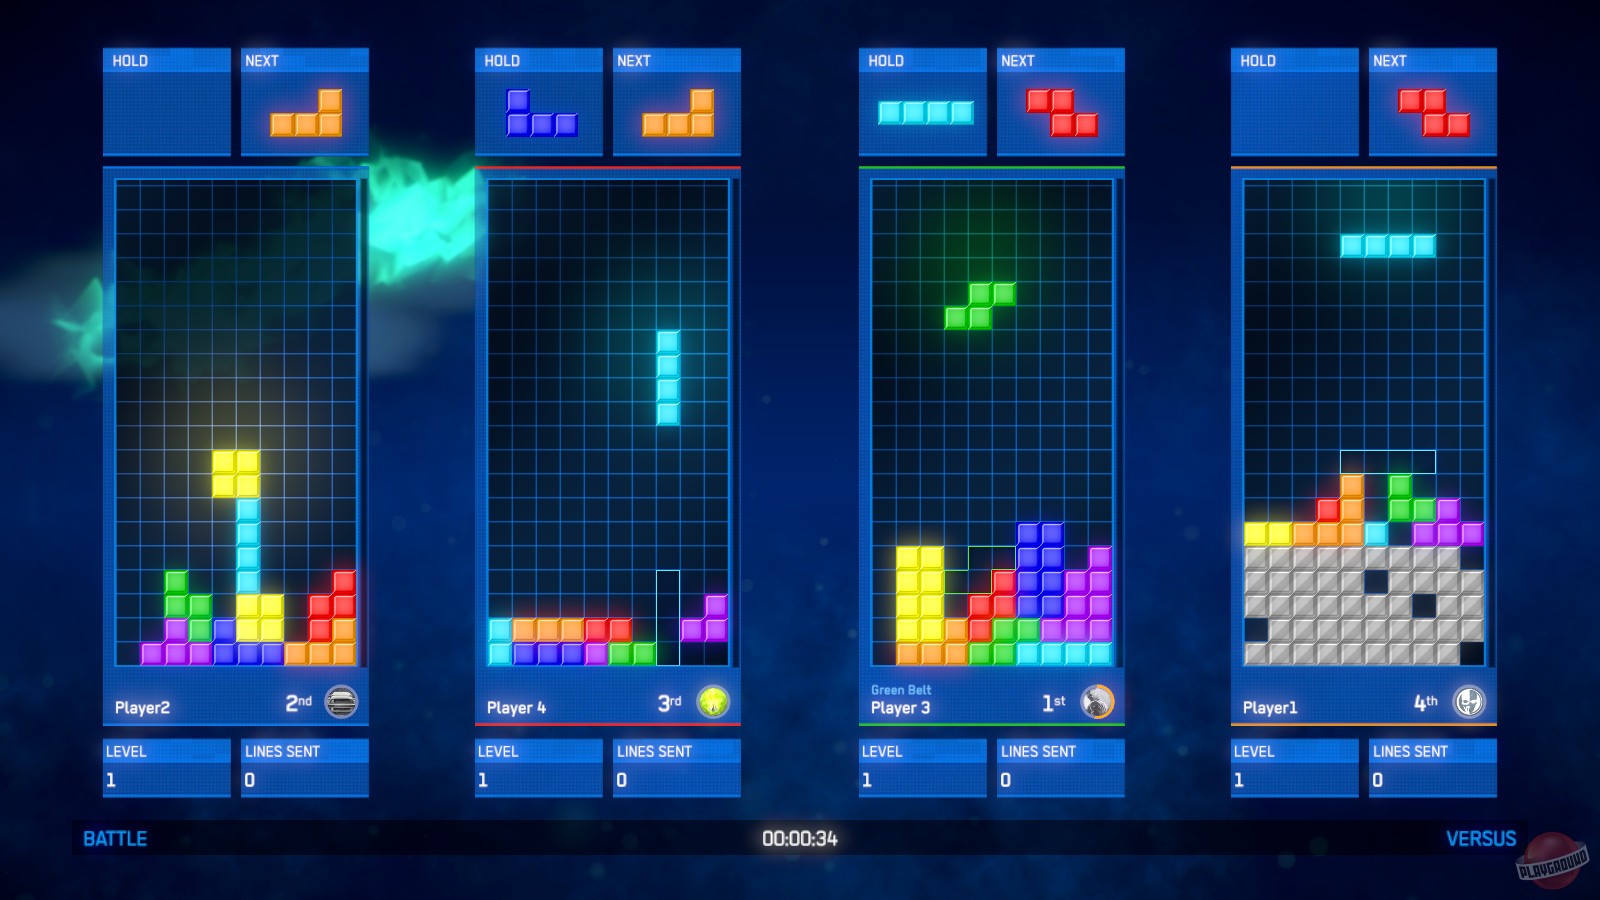 HOLD NEXT HOLD NEXT HOLD NEXT HOLD NEXT
Green Belt
Player2 2nd Player 4 3rd Player 3 1st Player1 4th
LEVEL LINES SENT LEVEL LINES SENT LEVEL LINES SENT LEVEL LINES SENT
1 0 1 0 1 0 1 0
BATTLE 00:00:34 VERSUS
PLAYGROUND